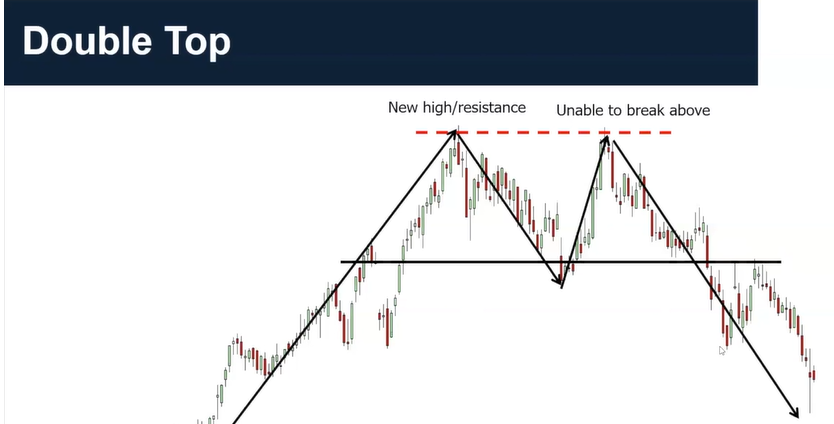 Double Top
New high/resistance
Unable to break above